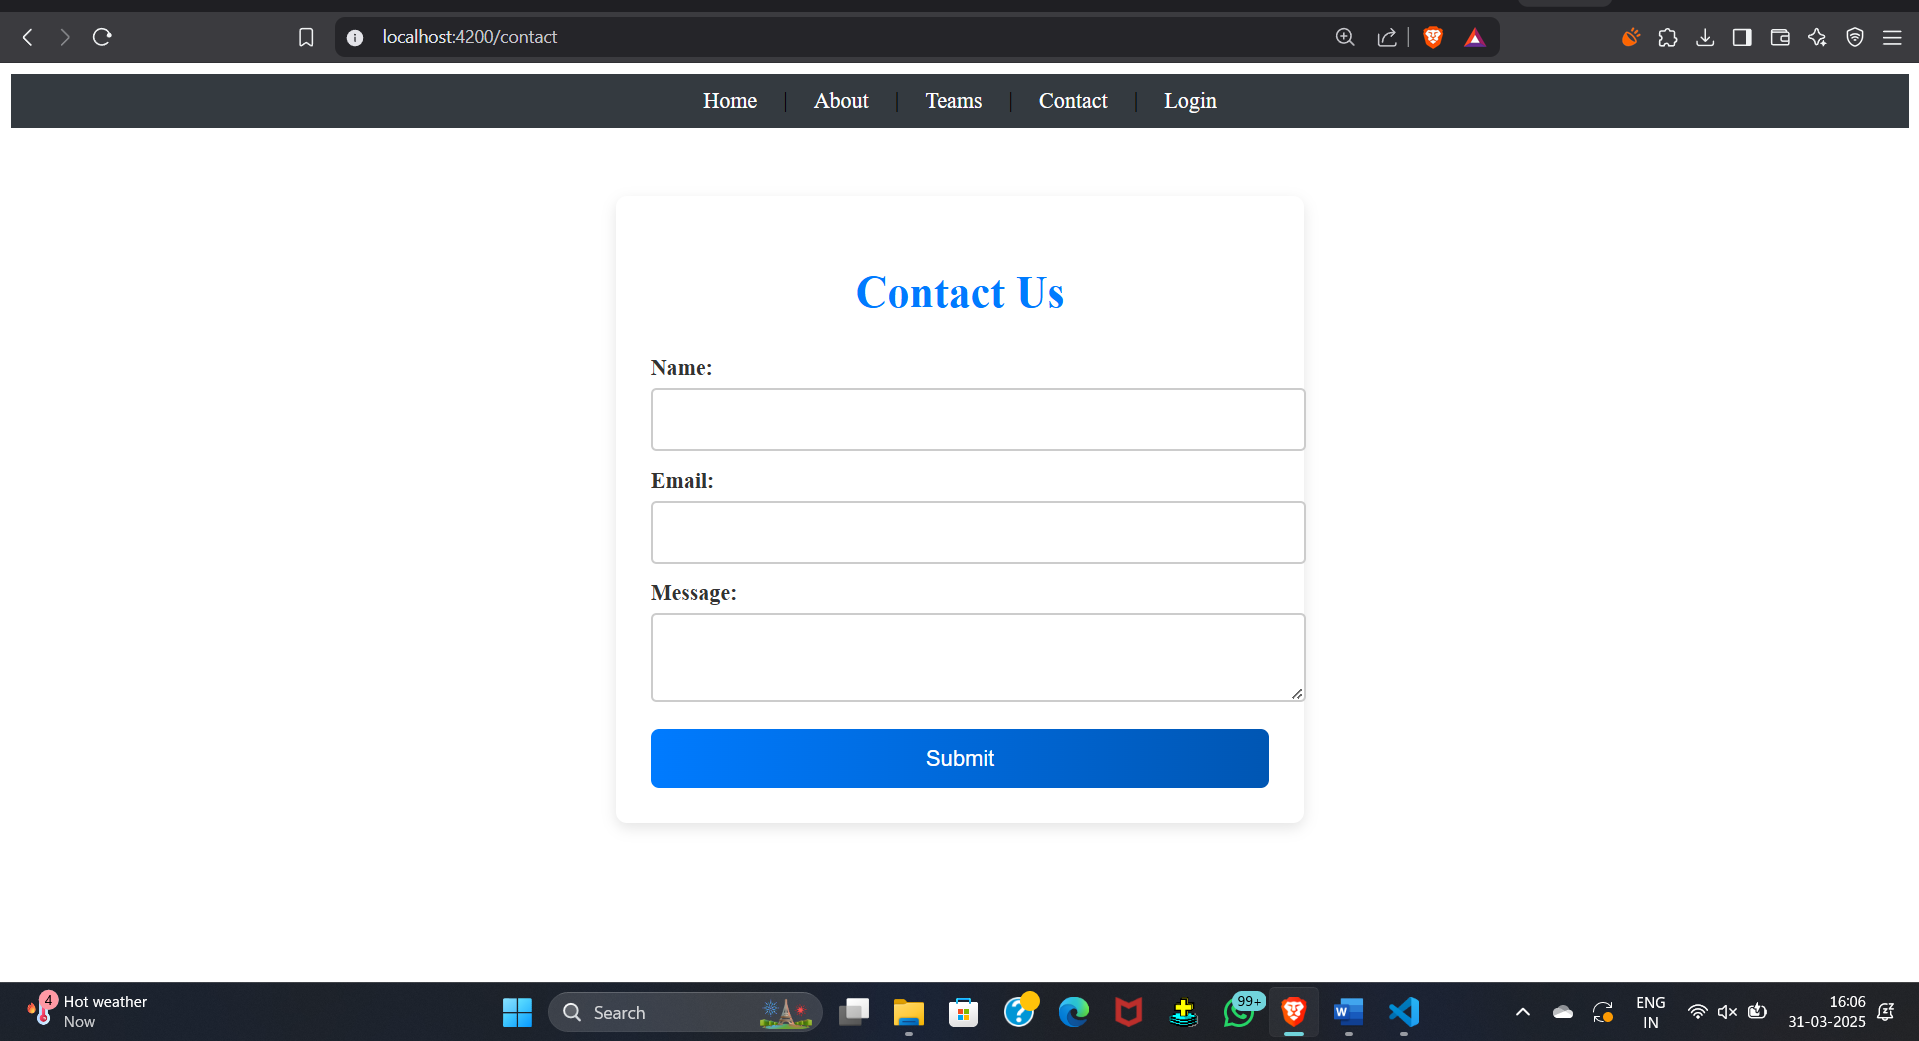 localhost:4200/contact
Home | About | Teams | Contact | Login
Contact Us
Name:
Email:
Message:
Submit
4
Hot weather
Now
Search
99+
W
ENG
IN
16:06
31-03-2025